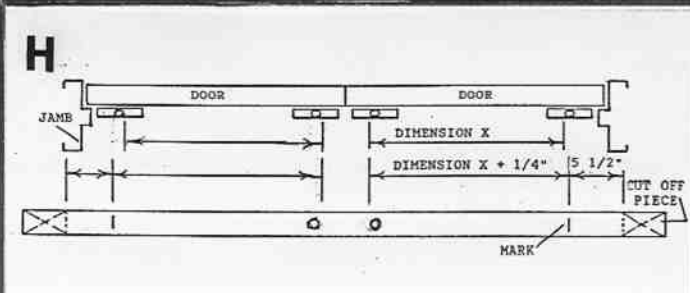 H
DOOR DOOR
JAMB
DIMENSION X
DIMENSION X + 1/4" 5 1/2"
CUT OFF
PIECE
MARK